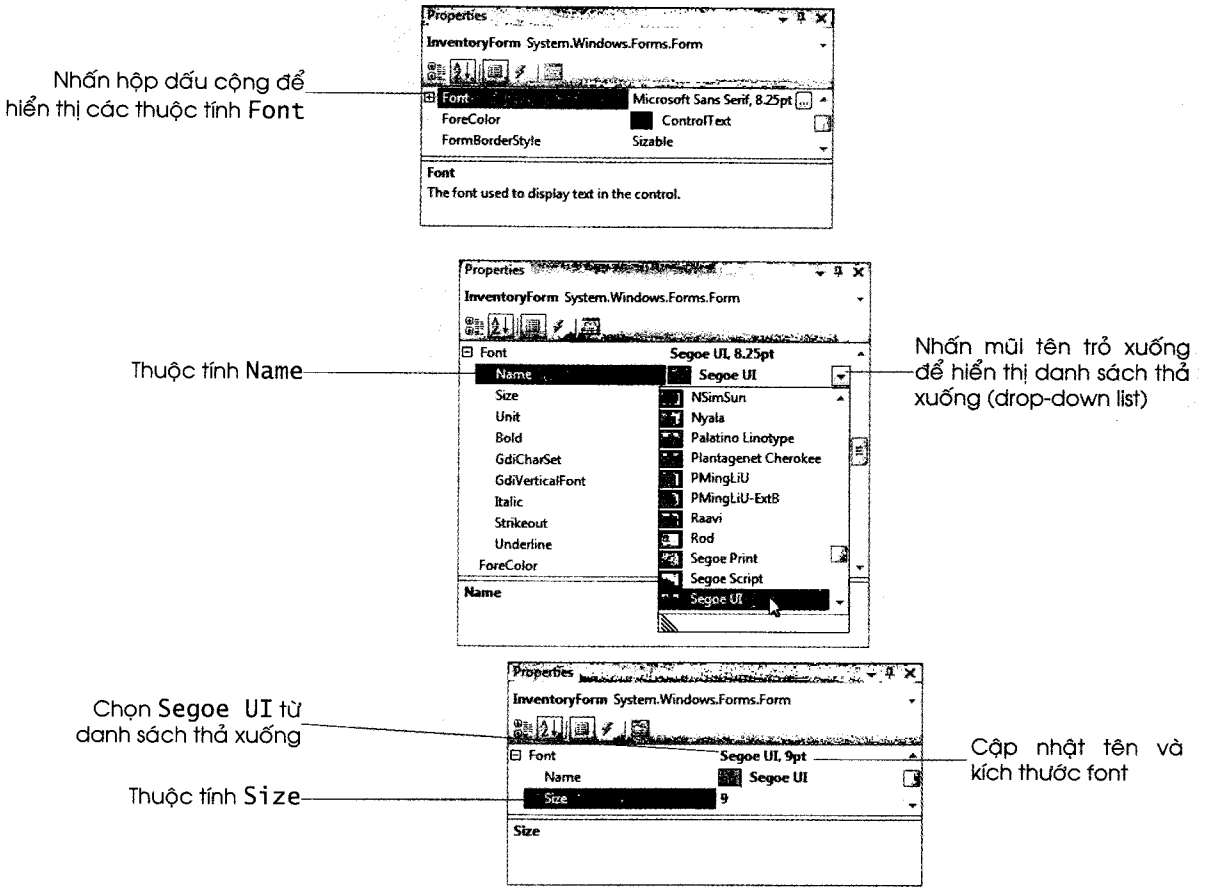 Properties
InventoryForm System.Windows.Forms.Form
Nhấn hộp dấu cộng để
hiển thị các thuộc tính Font
Font Microsoft Sans Serif, 8.25pt ...
ForeColor ControlText
FormBorderStyle Sizable
Font
The font used to display text in the control.
Properties
InventoryForm System.Windows.Forms.Form
Font Segoe UI, 8.25pt
Thuộc tính Name
Name Segoe UI
Nhấn mũi tên trỏ xuống
để hiển thị danh sách thả
xuống (drop-down list)
Size NSimSun
Unit Nyala
Bold Palatino Linotype
GdiCharSet Plantagenet Cherokee
GdiVerticalFont PMingLiU
Italic PMingLiU-ExtB
Strikeout Raavi
Underline Rod
ForeColor Segoe Print
Segoe Script
Name Segoe UI
Properties
InventoryForm System.Windows.Forms.Form
Chọn Segoe UI từ
danh sách thả xuống
Font Segoe UI, 9pt
Name Segoe UI
Cập nhật tên và
kích thước font
Thuộc tính Size
Size 9
Size